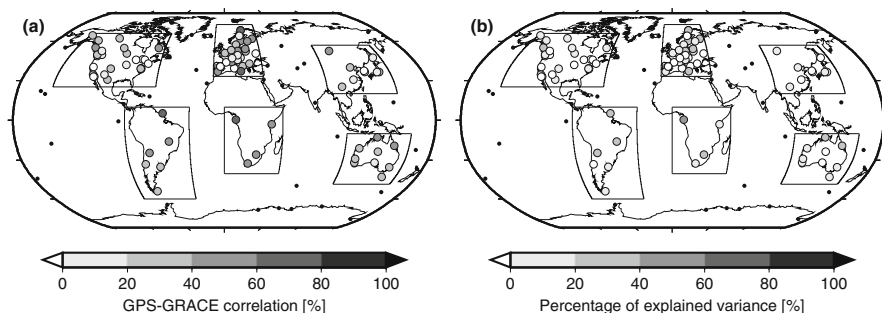 (a)
(b)
0 20 40 60 80 100
GPS-GRACE correlation [%]
0 20 40 60 80 100
Percentage of explained variance [%]